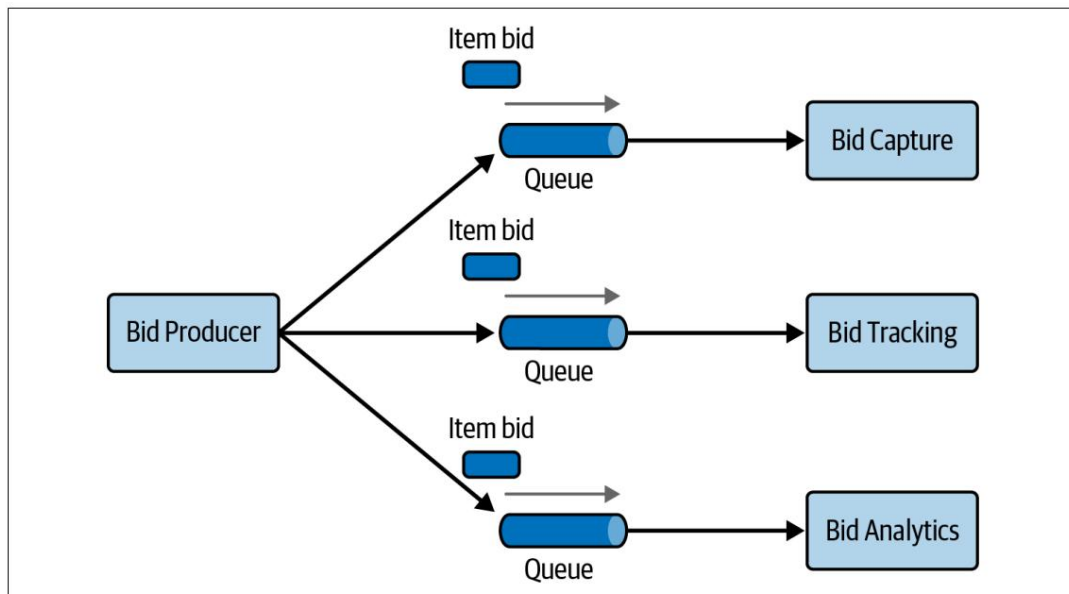 Item bid
Queue
Bid Capture
Item bid
Bid Producer
Queue
Bid Tracking
Item bid
Queue
Bid Analytics